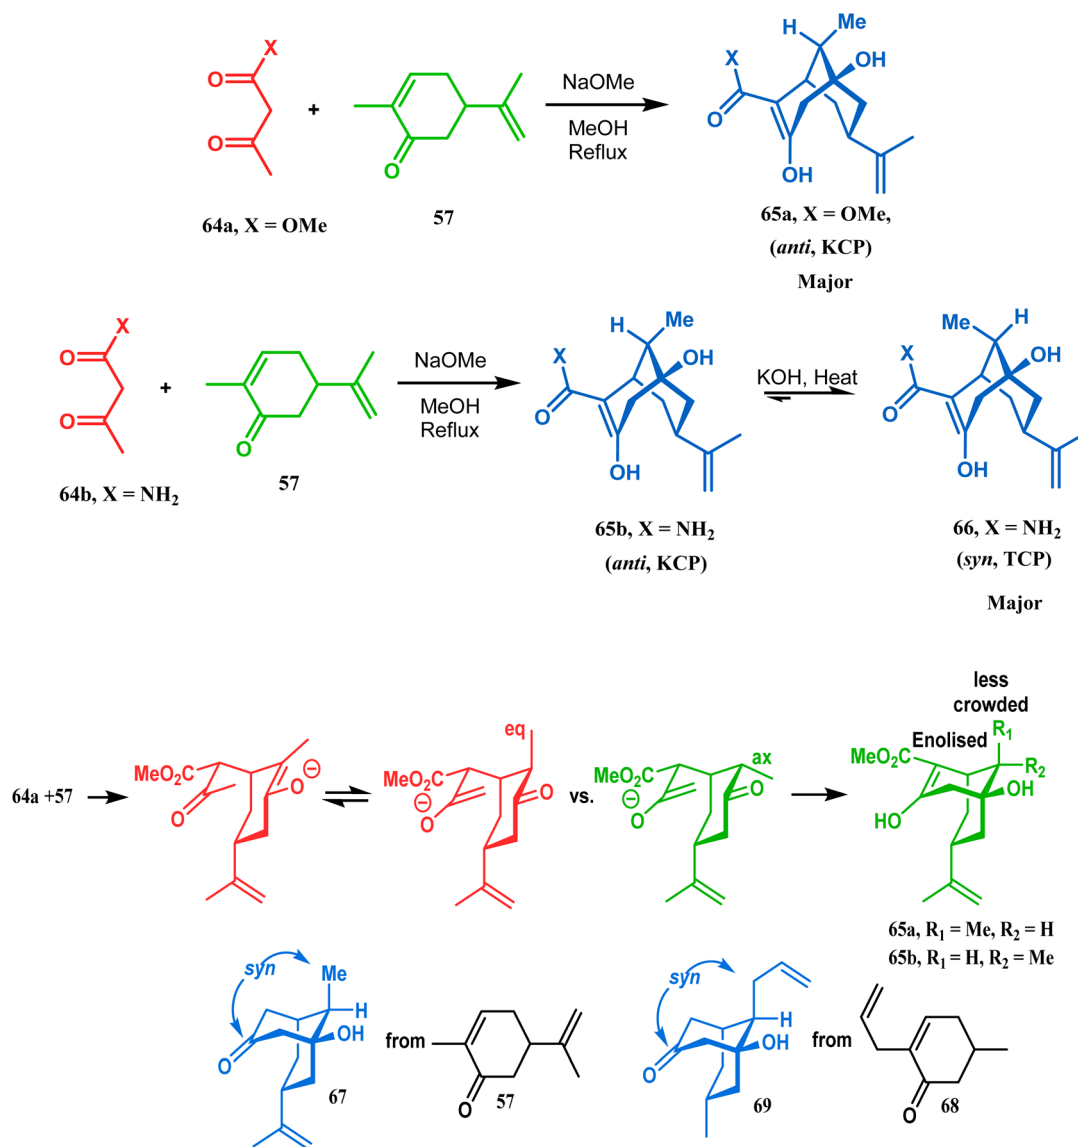 X
O
O
64a, X = OMe
+
O
57
NaOMe
MeOH
Reflux
H
Me
OH
X
O
OH
65a, X = OMe,
(anti, KCP)
Major
X
O
O
64b, X = NH2
+
O
57
NaOMe
MeOH
Reflux
H
Me
OH
X
O
OH
65b, X = NH2
(anti, KCP)
KOH, Heat
Me
H
OH
X
O
OH
66, X = NH2
(syn, TCP)
Major
64a +57
MeO2C
O
O
⊖
eq
MeO2C
⊖
O
O
vs.
ax
MeO2C
⊖
O
O
less
crowded
Enolised
R1
MeO2C
R2
OH
HO
65a, R1 = Me, R2 = H
65b, R1 = H, R2 = Me
syn
Me
H
OH
O
67
from
O
57
syn
H
OH
O
69
from
O
68